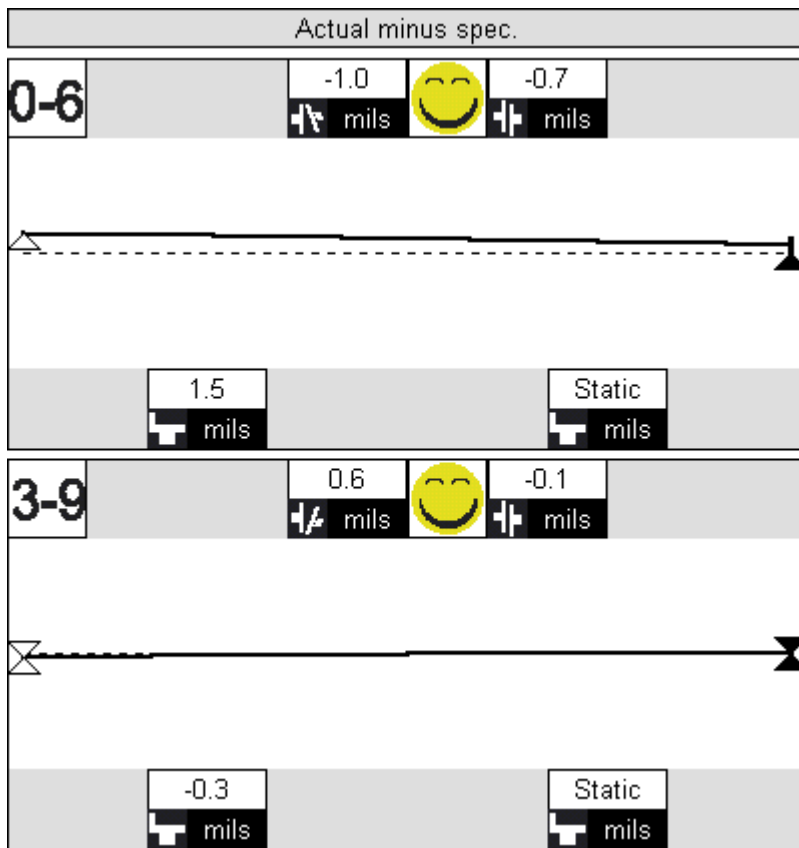 Actual minus spec.
0-6
-1.0 -0.7
mils mils
1.5 Static
mils mils
3-9
0.6 -0.1
mils mils
-0.3 Static
mils mils